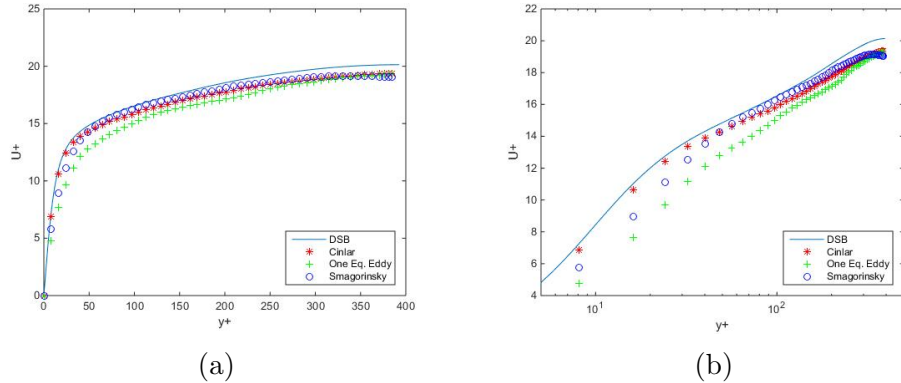 25
20
15
10
5
0
U+
0 50 100 150 200 250 300 350 400
y+
DSB
Cinlar
One Eq. Eddy
Smagorinsky
(a)
22
20
18
16
14
12
10
8
6
4
U+
10¹ 10²
y+
DSB
Cinlar
One Eq. Eddy
Smagorinsky
(b)